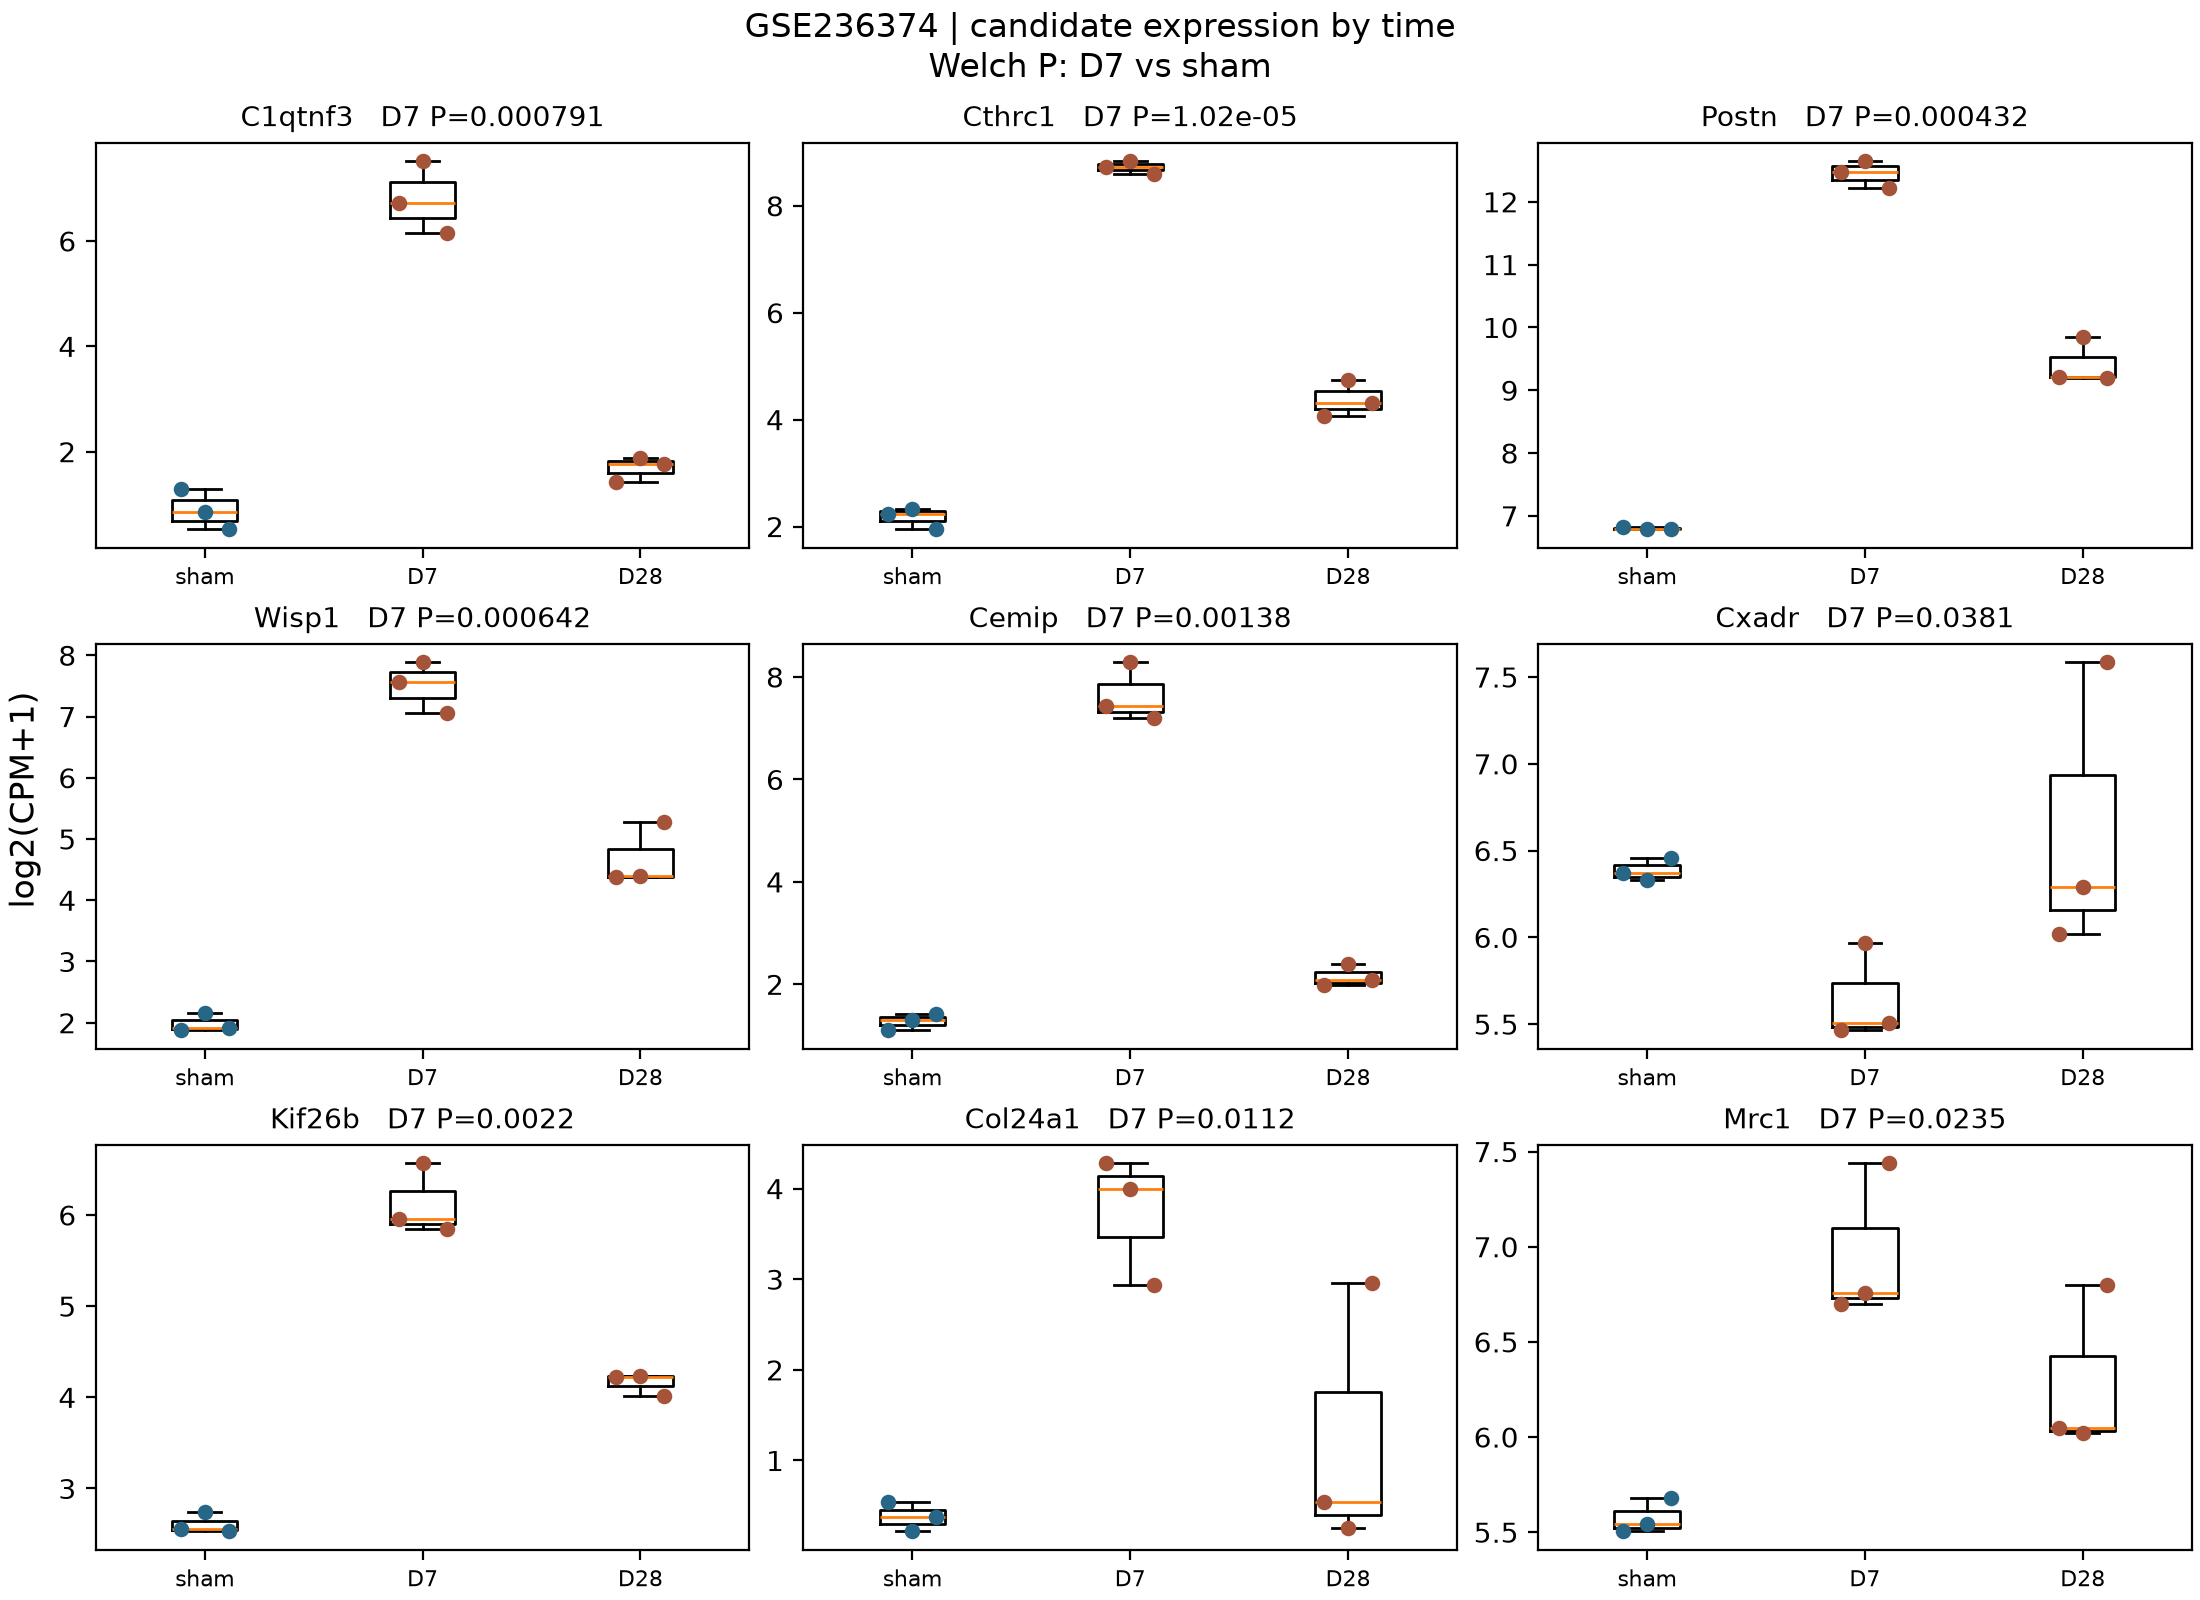 GSE236374 | candidate expression by time
Welch P: D7 vs sham
C1qtnf3   D7 P=0.000791
Cthrc1   D7 P=1.02e-05
Postn   D7 P=0.000432
6
4
2
8
6
4
2
12
11
10
9
8
7
sham
D7
D28
sham
D7
D28
sham
D7
D28
Wisp1   D7 P=0.000642
Cemip   D7 P=0.00138
Cxadr   D7 P=0.0381
log2(CPM+1)
8
7
6
5
4
3
2
8
6
4
2
7.5
7.0
6.5
6.0
5.5
sham
D7
D28
sham
D7
D28
sham
D7
D28
Kif26b   D7 P=0.0022
Col24a1   D7 P=0.0112
Mrc1   D7 P=0.0235
6
5
4
3
4
3
2
1
7.5
7.0
6.5
6.0
5.5
sham
D7
D28
sham
D7
D28
sham
D7
D28